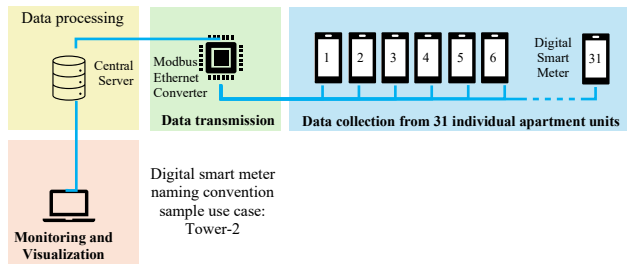 Data processing
Central
Server
Modbus
Ethernet
Converter
Data transmission
1
2
3
4
5
6
Digital
Smart
Meter
31
Data collection from 31 individual apartment units
Monitoring and
Visualization
Digital smart meter
naming convention
sample use case:
Tower-2